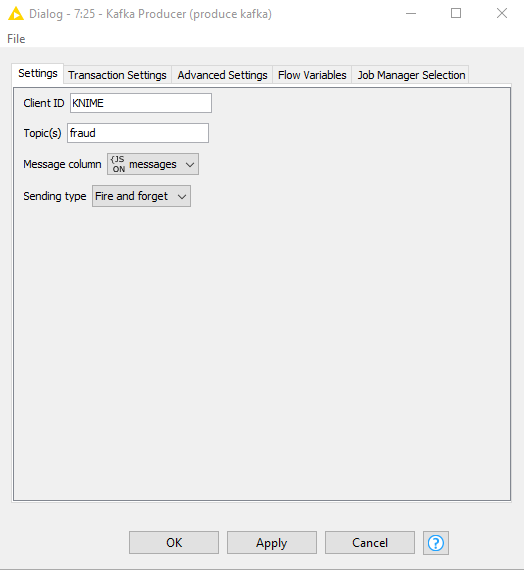 Dialog - 7:25 - Kafka Producer (produce kafka)
File
Settings Transaction Settings Advanced Settings Flow Variables Job Manager Selection
Client ID KNIME
Topic(s) fraud
Message column {JS ON messages
Sending type Fire and forget
OK Apply Cancel ?